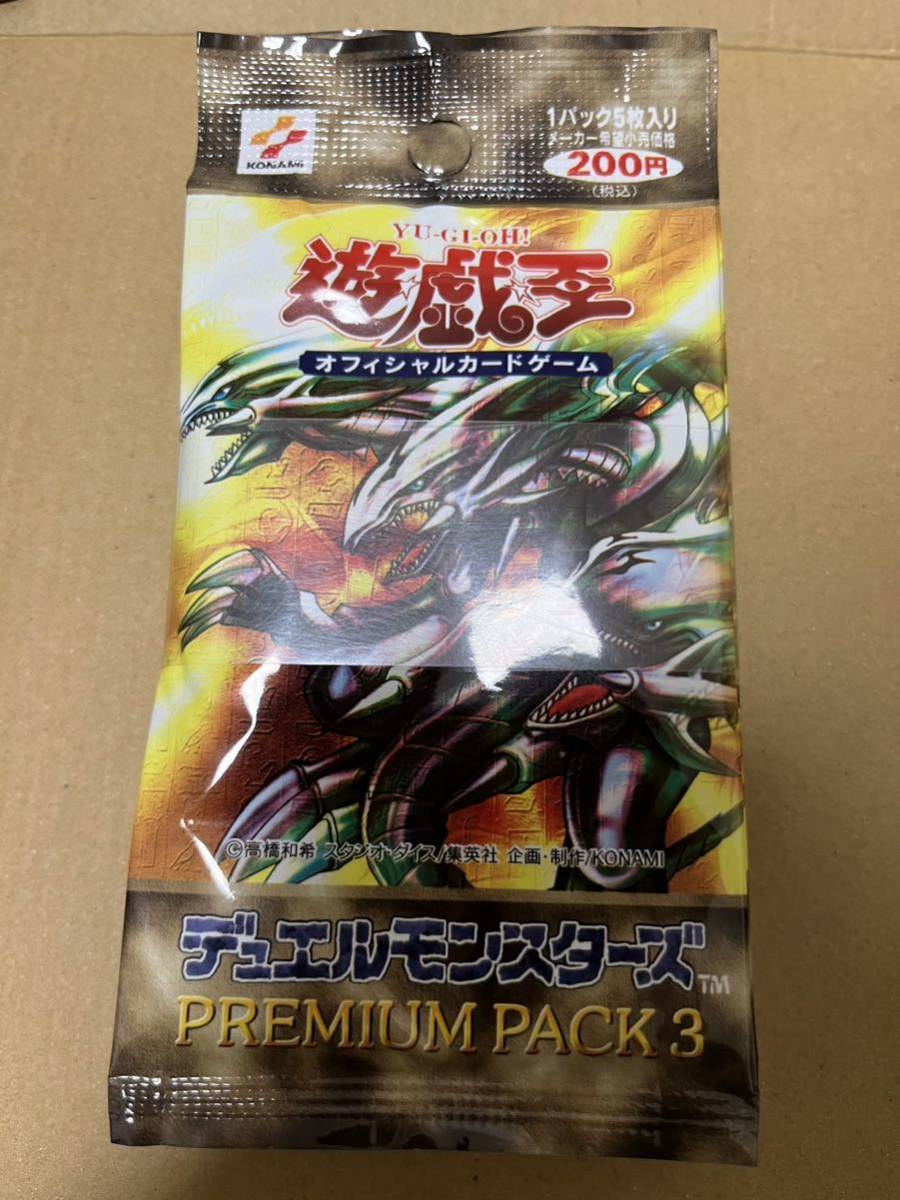 KONAMI
1パック5枚入り
メーカー希望小売価格
200円
(税込)
YU-GI-OH!
遊戯王
オフィシャルカードゲーム
©高橋和希 スタジオ・ダイス/集英社 企画・制作/KONAMI
デュエルモンスターズ™
PREMIUM PACK 3